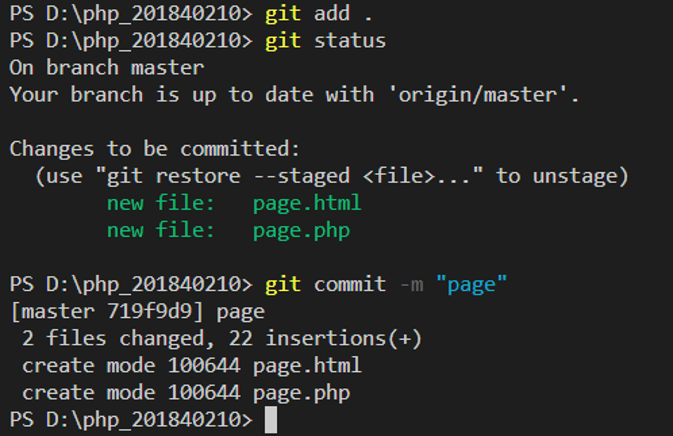 PS D:\php_201840210> git add .
PS D:\php_201840210> git status
On branch master
Your branch is up to date with 'origin/master'.
Changes to be committed:
(use "git restore --staged <file>..." to unstage)
new file: page.html
new file: page.php
PS D:\php_201840210> git commit -m "page"
[master 719f9d9] page
2 files changed, 22 insertions(+)
create mode 100644 page.html
create mode 100644 page.php
PS D:\php_201840210>